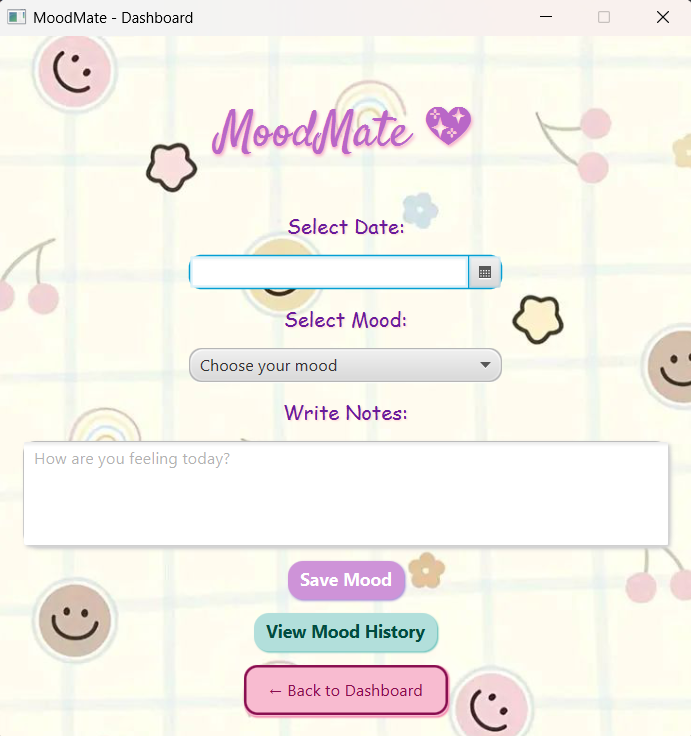 MoodMate - Dashboard
MoodMate 💖
Select Date:
Select Mood:
Choose your mood
Write Notes:
How are you feeling today?
Save Mood
View Mood History
← Back to Dashboard